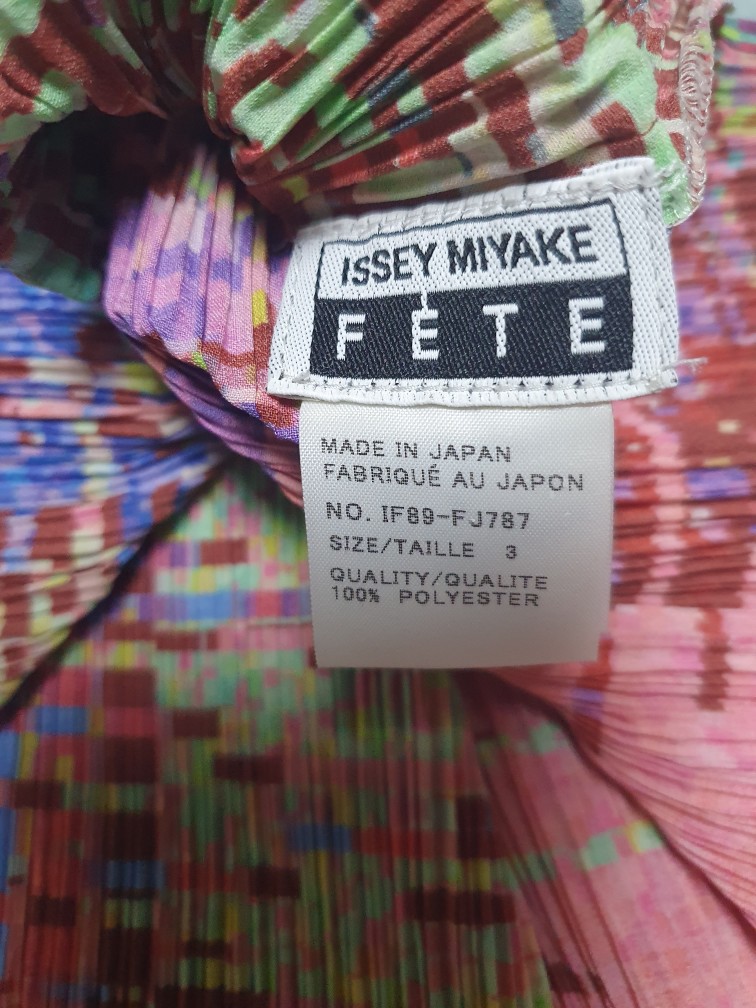 ISSEY MIYAKE
FÊTE
MADE IN JAPAN
FABRIQUÉ AU JAPON
NO. IF89-FJ787
SIZE/TAILLE 3
QUALITY/QUALITE
100% POLYESTER